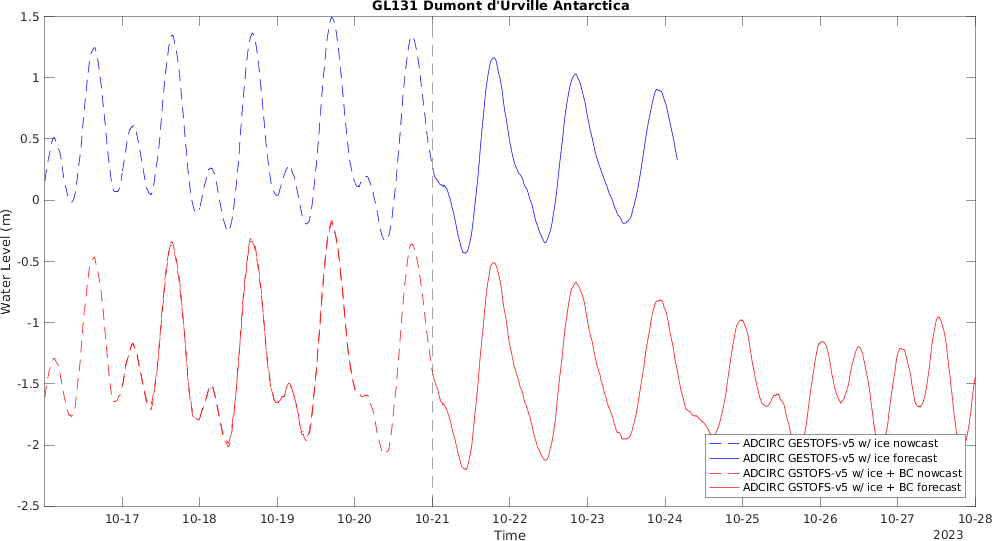 GL131 Dumont d'Urville Antarctica
1.5
1
0.5
0
-0.5
-1
-1.5
-2
-2.5
Water Level (m)
ADCIRC GESTOFS-v5 w/ ice nowcast
ADCIRC GESTOFS-v5 w/ ice forecast
ADCIRC GSTOFS-v5 w/ ice + BC nowcast
ADCIRC GSTOFS-v5 w/ ice + BC forecast
10-17 10-18 10-19 10-20 10-21 10-22 10-23 10-24 10-25 10-26 10-27 10-28
Time
2023